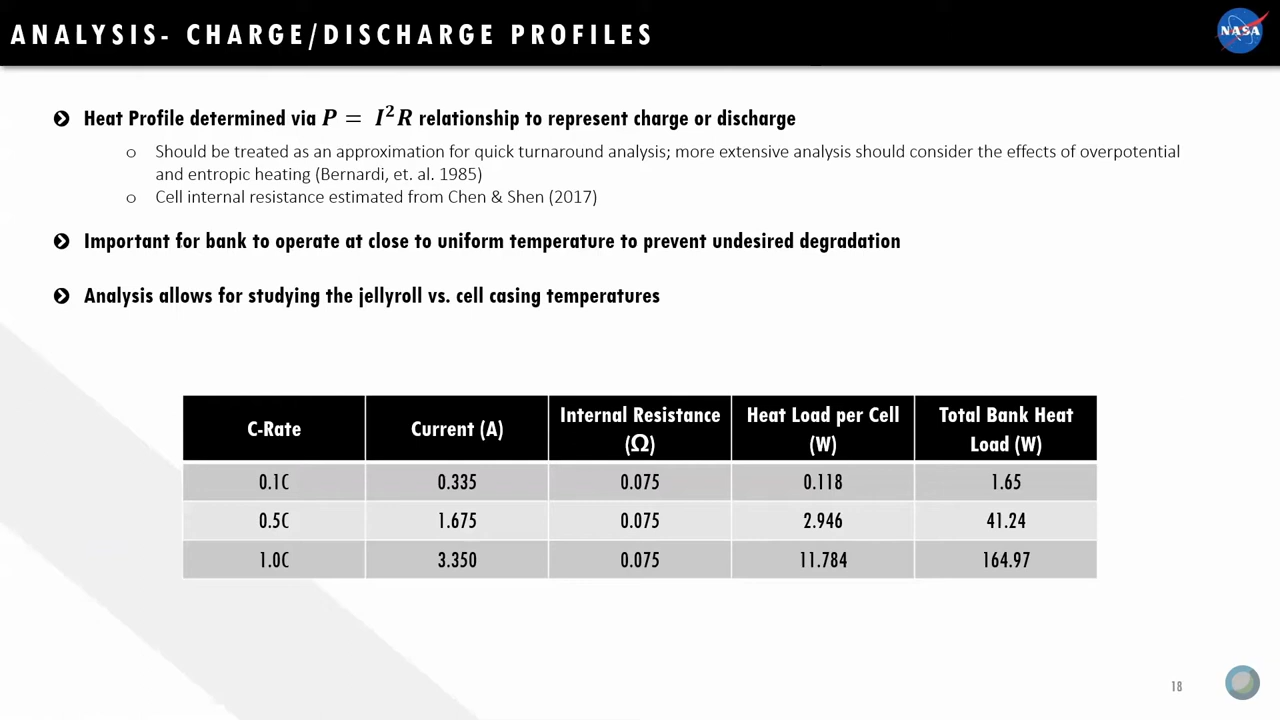 ANALYSIS- CHARGE/DISCHARGE PROFILES
NASA
Heat Profile determined via P = I²R relationship to represent charge or discharge
o Should be treated as an approximation for quick turnaround analysis; more extensive analysis should consider the effects of overpotential
and entropic heating (Bernardi, et. al. 1985)
o Cell internal resistance estimated from Chen & Shen (2017)
Important for bank to operate at close to uniform temperature to prevent undesired degradation
Analysis allows for studying the jellyroll vs. cell casing temperatures
C-Rate Current (A) Internal Resistance (Ω) Heat Load per Cell (W) Total Bank Heat Load (W)
0.1C 0.335 0.075 0.118 1.65
0.5C 1.675 0.075 2.946 41.24
1.0C 3.350 0.075 11.784 164.97
18